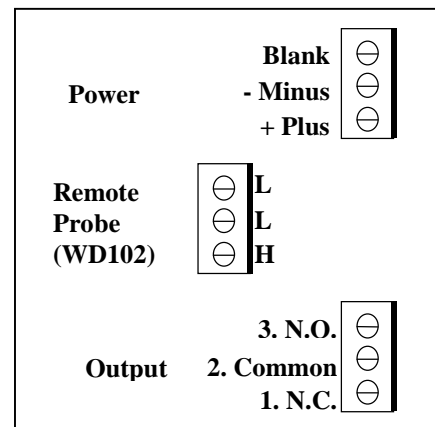 Blank
Power
- Minus
+ Plus
Remote
Probe
(WD102)
L
L
H
3. N.O.
Output
2. Common
1. N.C.